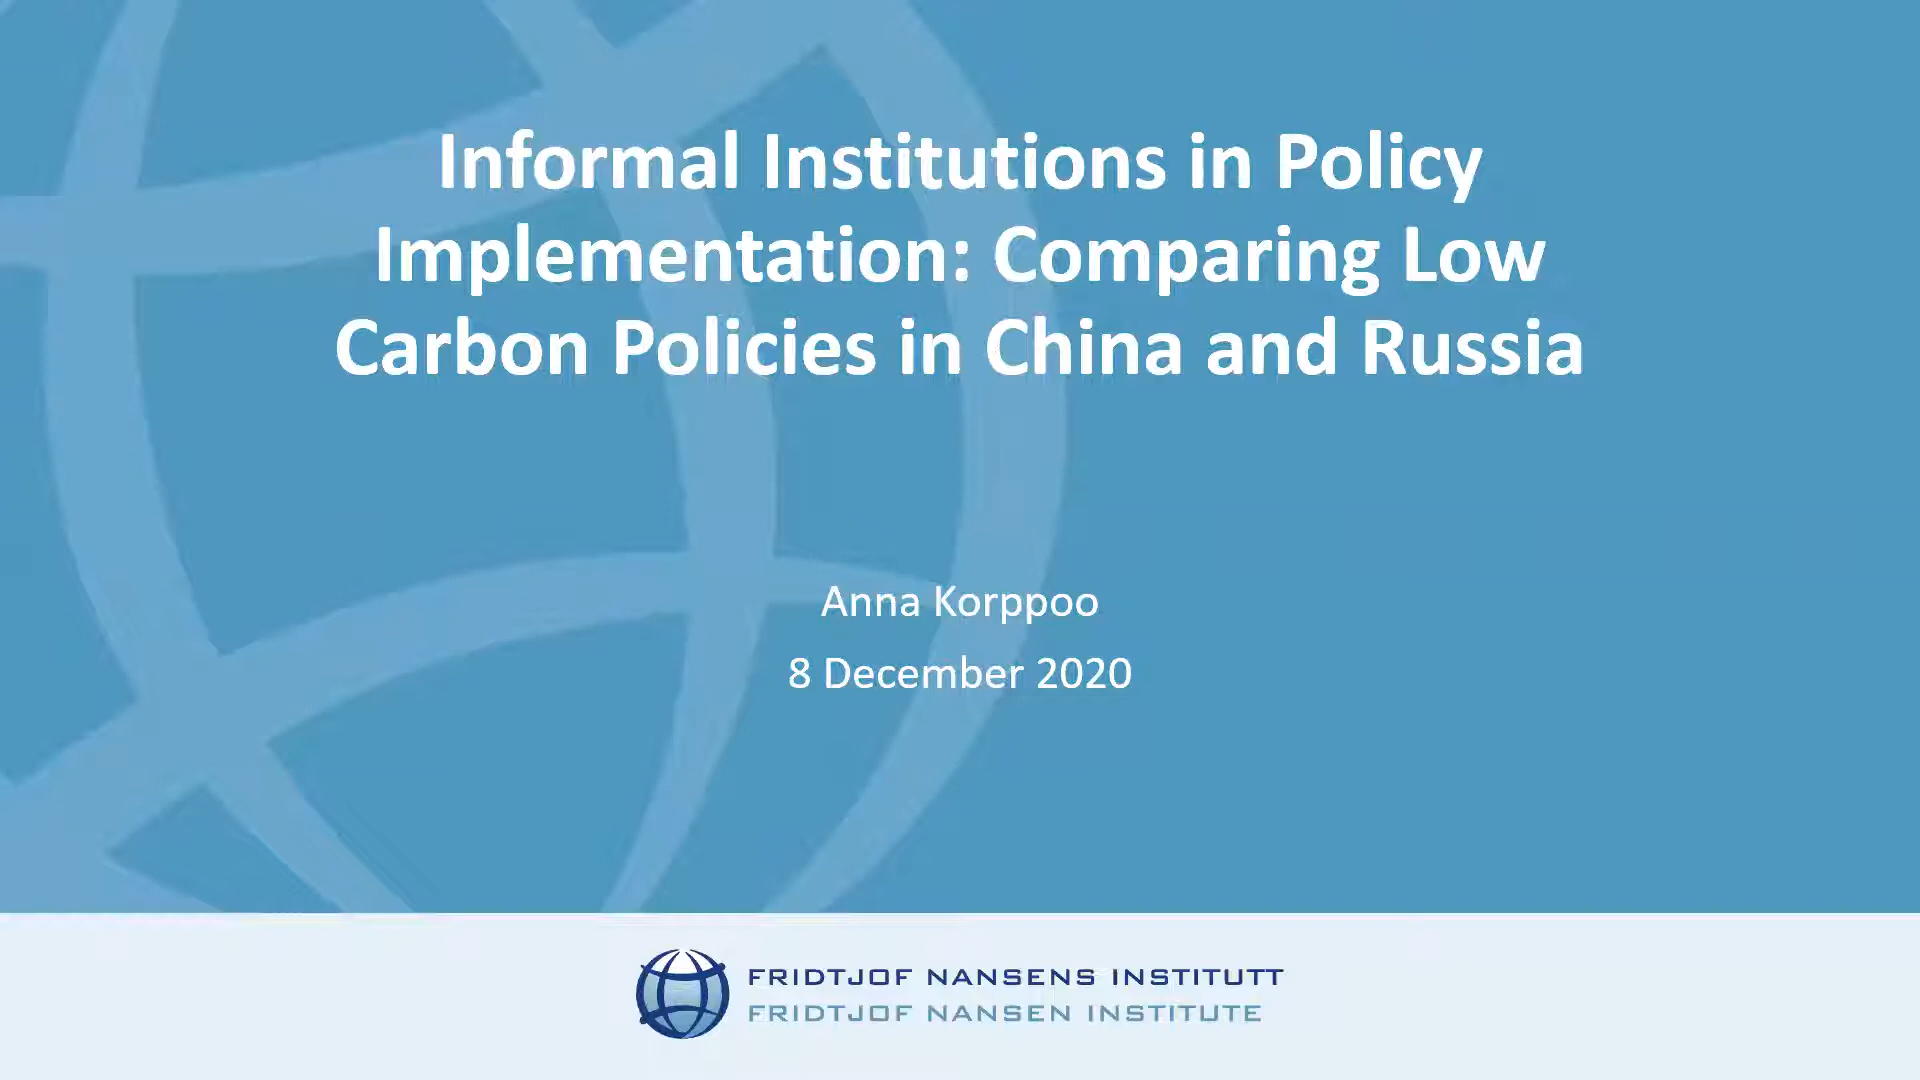 Informal Institutions in Policy
Implementation: Comparing Low
Carbon Policies in China and Russia
Anna Korppoo
8 December 2020
FRIDTJOF NANSENS INSTITUTT
FRIDTJOF NANSEN INSTITUTE